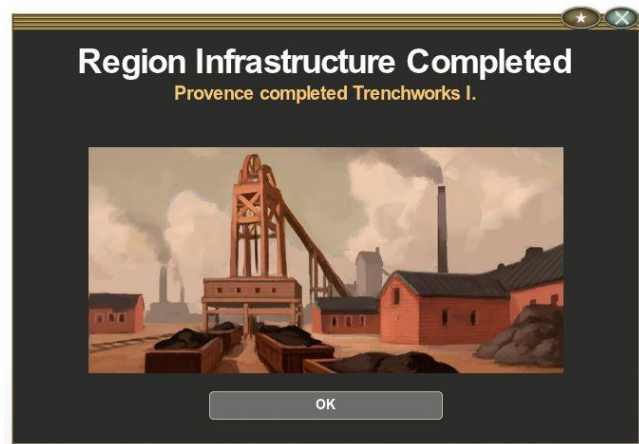 Region Infrastructure Completed
Provence completed Trenchworks I.
OK